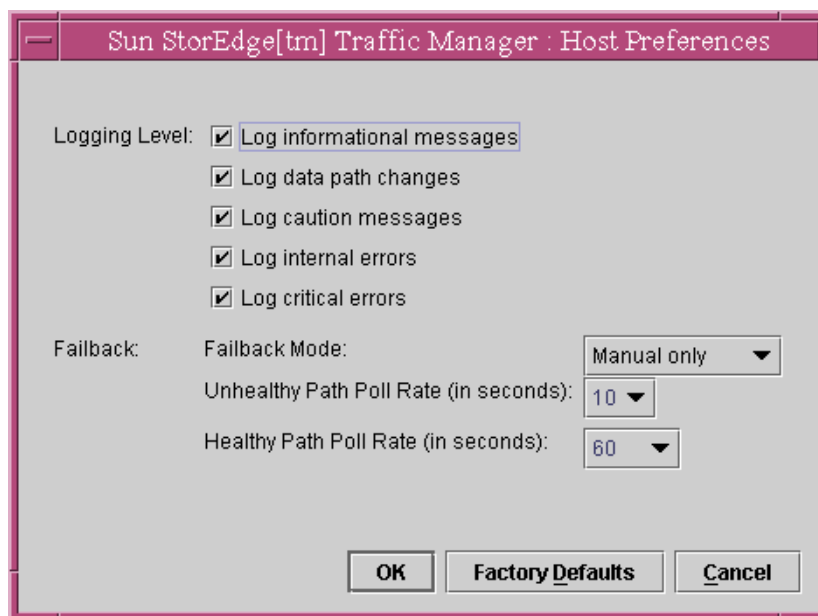 Sun StorEdge[tm] Traffic Manager : Host Preferences
Logging Level: Log informational messages
Log data path changes
Log caution messages
Log internal errors
Log critical errors
Failback: Failback Mode: Manual only
Unhealthy Path Poll Rate (in seconds): 10
Healthy Path Poll Rate (in seconds): 60
OK Factory Defaults Cancel